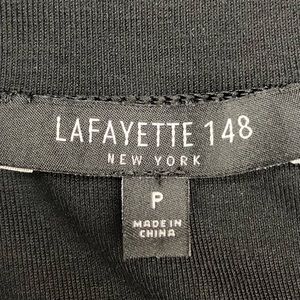 LAFAYETTE 148
NEW YORK
P
MADE IN
CHINA